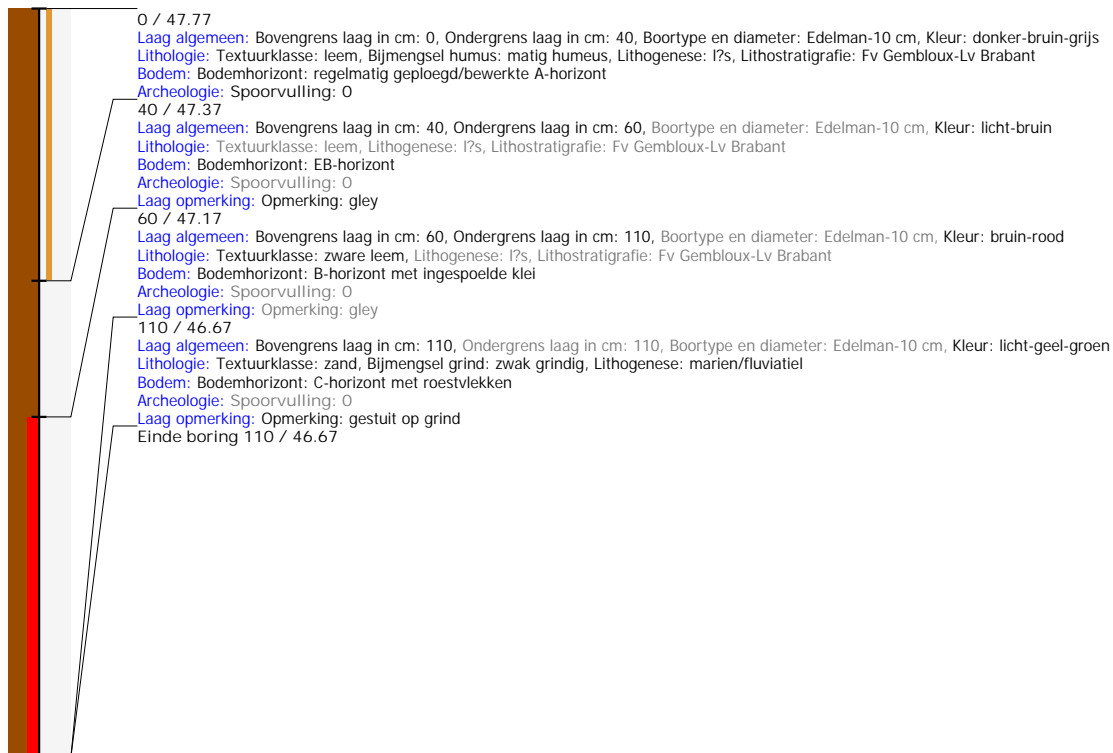 0 / 47.77
Laag algemeen: Bovengrens laag in cm: 0, Ondergrens laag in cm: 40, Boortype en diameter: Edelman-10 cm, Kleur: donker-bruin-grijs
Lithologie: Textuurklasse: leem, Bijmengsel humus: matig humeus, Lithogenese: l?s, Lithostratigrafie: Fv Gembloux-Lv Brabant
Bodem: Bodemhorizont: regelmatig geploegd/bewerkte A-horizont
Archeologie: Spoorvulling: 0
40 / 47.37
Laag algemeen: Bovengrens laag in cm: 40, Ondergrens laag in cm: 60, Boortype en diameter: Edelman-10 cm, Kleur: licht-bruin
Lithologie: Textuurklasse: leem, Lithogenese: l?s, Lithostratigrafie: Fv Gembloux-Lv Brabant
Bodem: Bodemhorizont: EB-horizont
Archeologie: Spoorvulling: 0
Laag opmerking: Opmerking: gley
60 / 47.17
Laag algemeen: Bovengrens laag in cm: 60, Ondergrens laag in cm: 110, Boortype en diameter: Edelman-10 cm, Kleur: bruin-rood
Lithologie: Textuurklasse: zware leem, Lithogenese: l?s, Lithostratigrafie: Fv Gembloux-Lv Brabant
Bodem: Bodemhorizont: B-horizont met ingespoelde klei
Archeologie: Spoorvulling: 0
Laag opmerking: Opmerking: gley
110 / 46.67
Laag algemeen: Bovengrens laag in cm: 110, Ondergrens laag in cm: 110, Boortype en diameter: Edelman-10 cm, Kleur: licht-geel-groen
Lithologie: Textuurklasse: zand, Bijmengsel grind: zwak grindig, Lithogenese: marien/fluviatiel
Bodem: Bodemhorizont: C-horizont met roestvlekken
Archeologie: Spoorvulling: 0
Laag opmerking: Opmerking: gestuit op grind
Einde boring 110 / 46.67